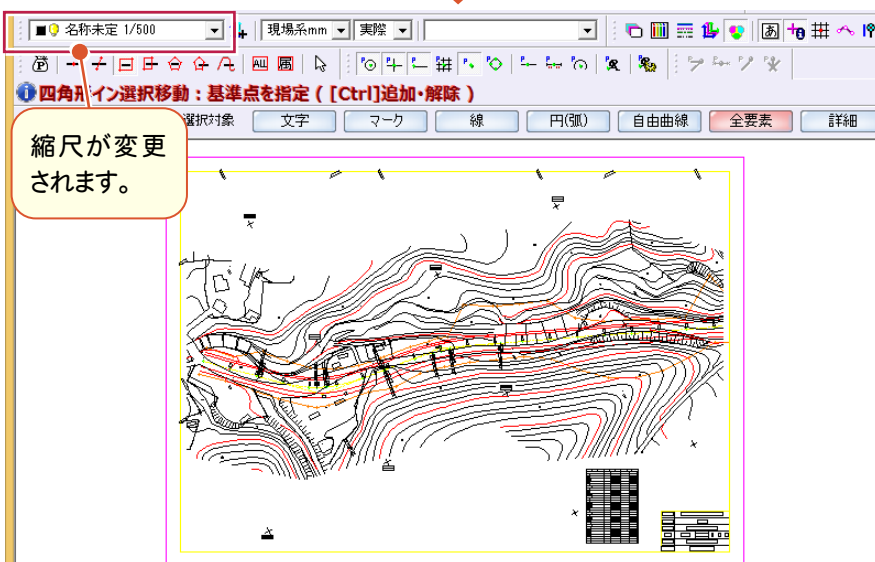 名称未定 1/500
現場系mm
実際
あ
ALL
四角形イン選択移動:基準点を指定([Ctrl]追加・解除)
選択対象
文字
マーク
線
円(弧)
自由曲線
全要素
詳細
縮尺が変更
されます。